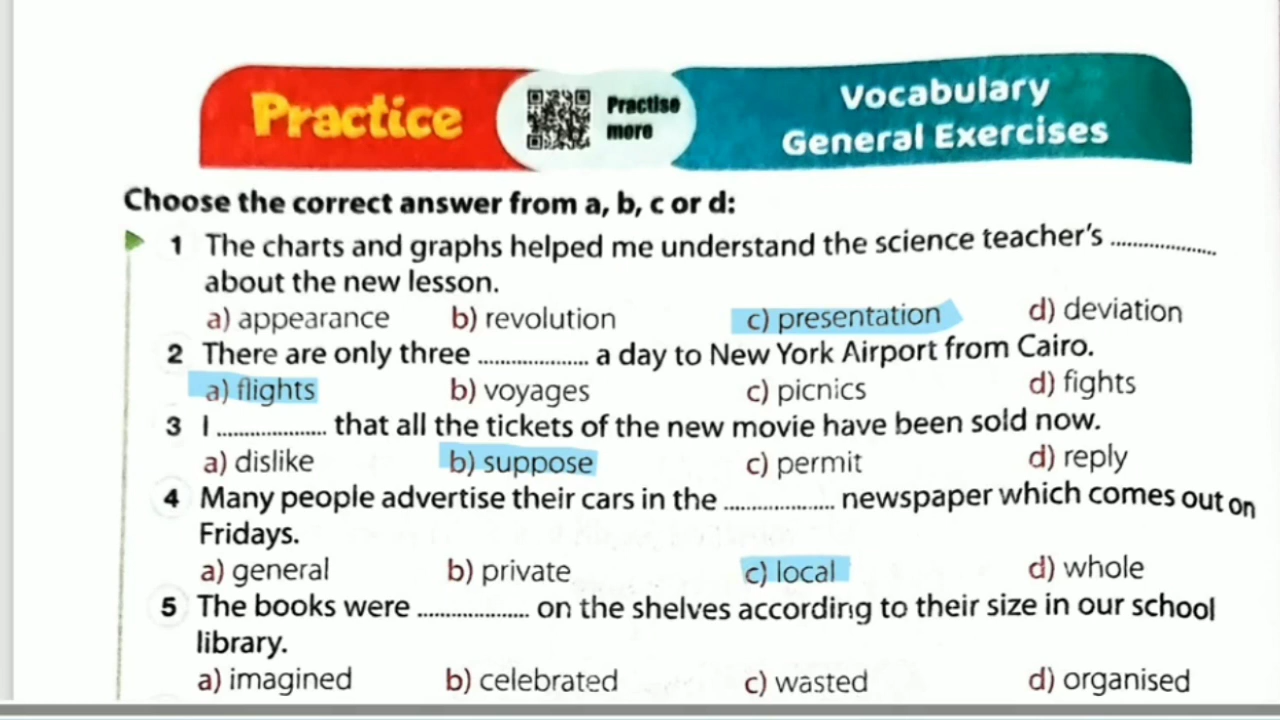 Practice
Practise
more
Vocabulary
General Exercises
Choose the correct answer from a, b, c or d:
1 The charts and graphs helped me understand the science teacher's ....................
about the new lesson.
a) appearance b) revolution c) presentation d) deviation
2 There are only three .................... a day to New York Airport from Cairo.
a) flights b) voyages c) picnics d) fights
3 I .................... that all the tickets of the new movie have been sold now.
a) dislike b) suppose c) permit d) reply
4 Many people advertise their cars in the .................... newspaper which comes out on
Fridays.
a) general b) private c) local d) whole
5 The books were .................... on the shelves according to their size in our school
library.
a) imagined b) celebrated c) wasted d) organised